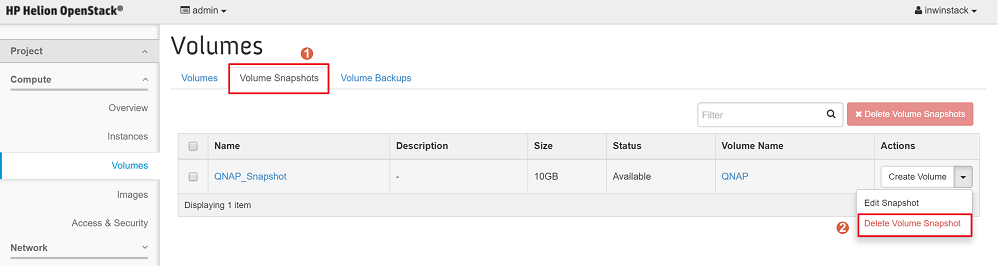 HP Helion OpenStack® admin inwinstack
Project
Compute
Overview
Instances
Volumes
Images
Access & Security
Network
Volumes
1
Volumes Volume Snapshots Volume Backups
Filter Delete Volume Snapshots
Name Description Size Status Volume Name Actions
QNAP_Snapshot - 10GB Available QNAP Create Volume
Displaying 1 item
Edit Snapshot
2 Delete Volume Snapshot